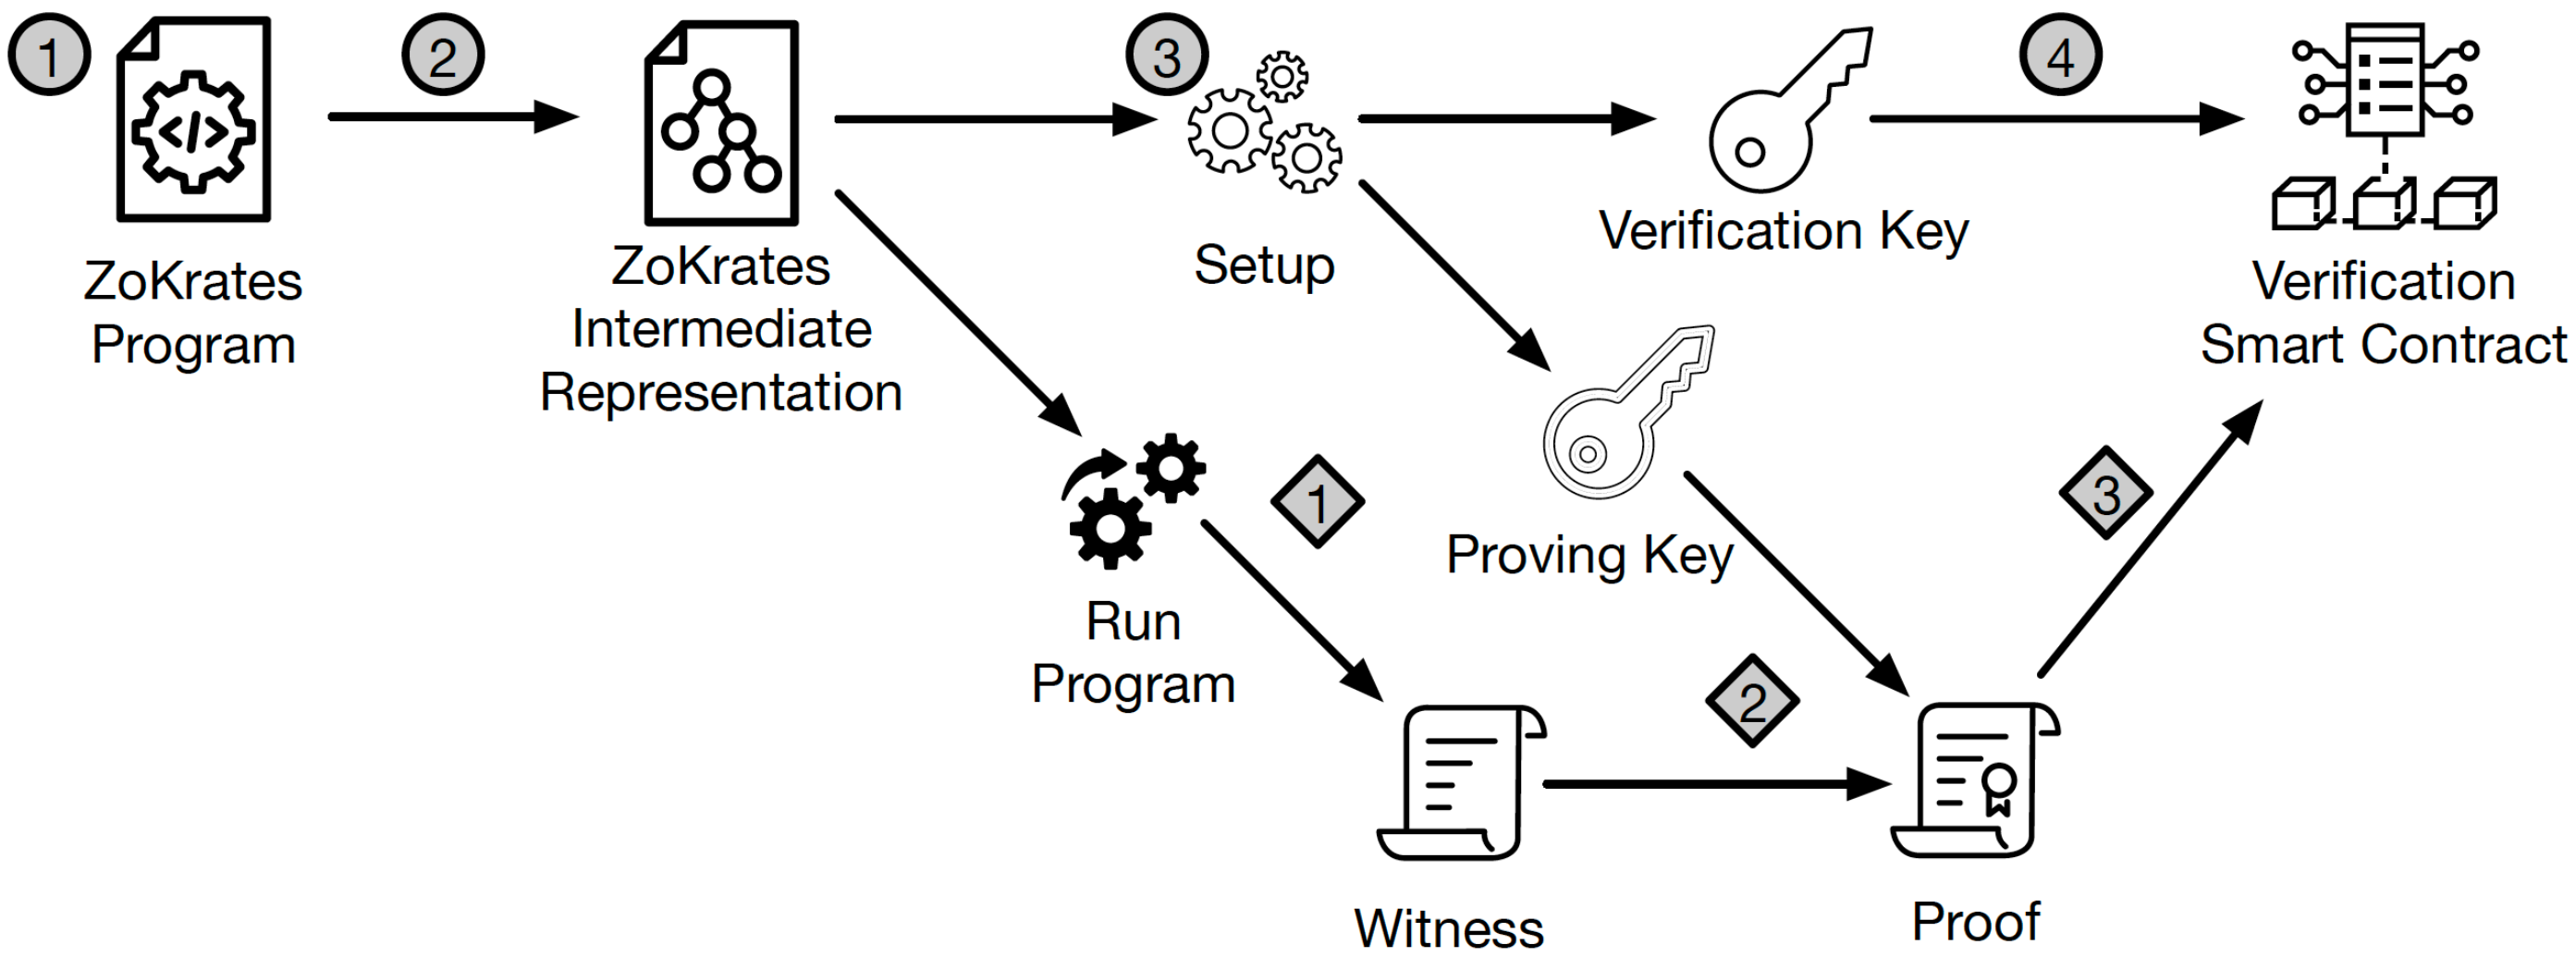 1
2
3
4
</>
ZoKrates
Program
ZoKrates
Intermediate
Representation
Setup
Verification Key
Verification
Smart Contract
Proving Key
Run
Program
1
2
3
Witness
Proof